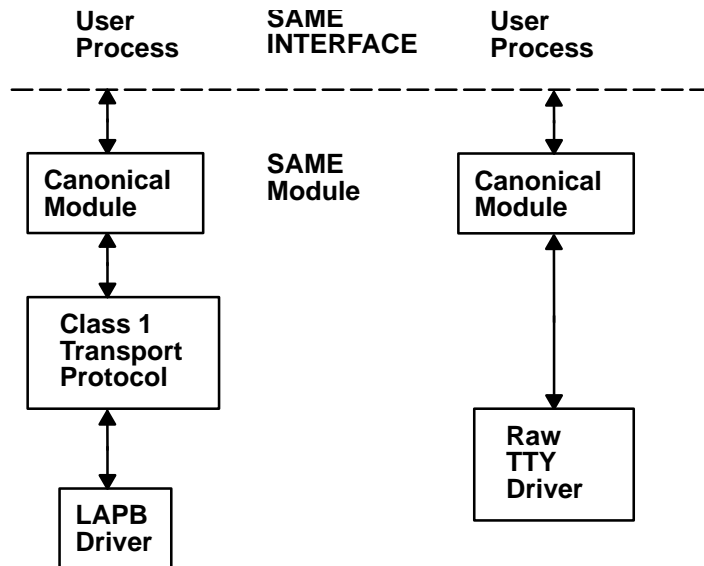 User
Process
SAME
INTERFACE
User
Process
Canonical
Module
SAME
Module
Canonical
Module
Class 1
Transport
Protocol
Raw
TTY
Driver
LAPB
Driver